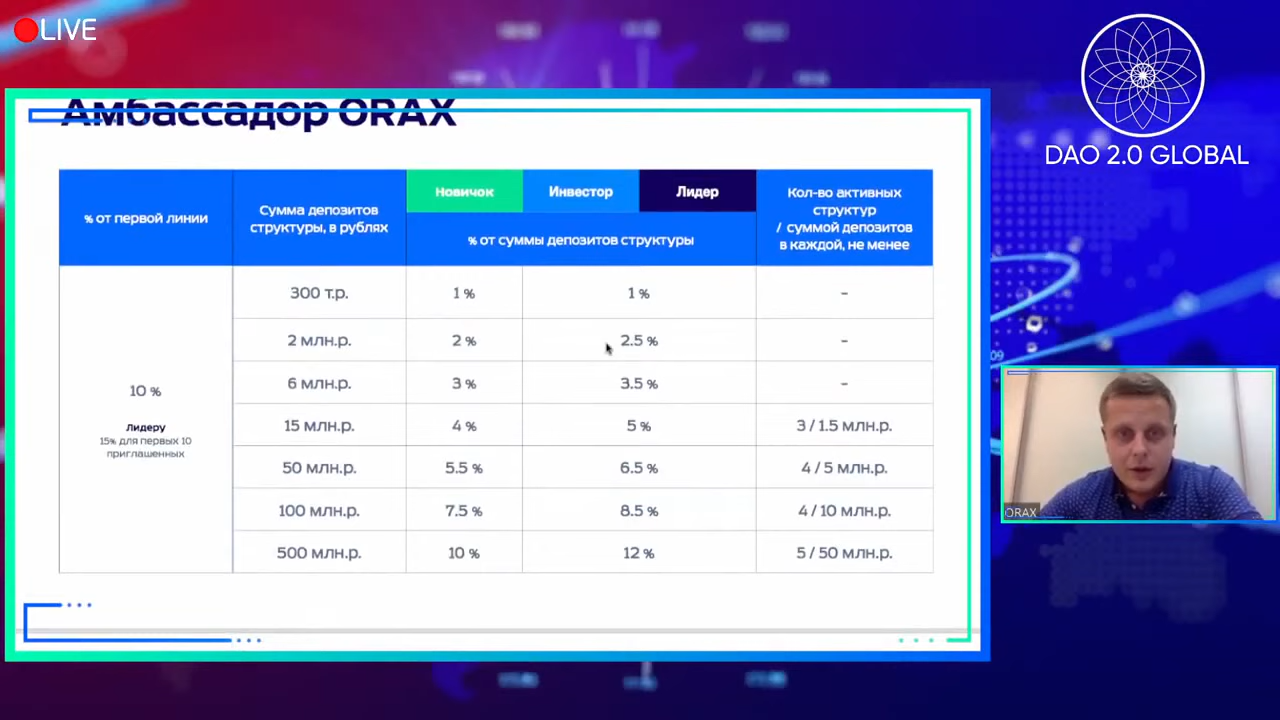 LIVE
DAO 2.0 GLOBAL
Амбассадор ORAX
% от первой линии
Сумма депозитов
структуры, в рублях
Новичок
Инвестор
Лидер
% от суммы депозитов структуры
Кол-во активных
структур
/ суммой депозитов
в каждой, не менее
300 т.р. 1 % 1 % -
2 млн.р. 2 % 2.5 % -
6 млн.р. 3 % 3.5 % -
15 млн.р. 4 % 5 % 3 / 1.5 млн.р.
50 млн.р. 5.5 % 6.5 % 4 / 5 млн.р.
100 млн.р. 7.5 % 8.5 % 4 / 10 млн.р.
500 млн.р. 10 % 12 % 5 / 50 млн.р.
10 %
Лидеру
15% для первых 10
приглашенных
09
ORAX